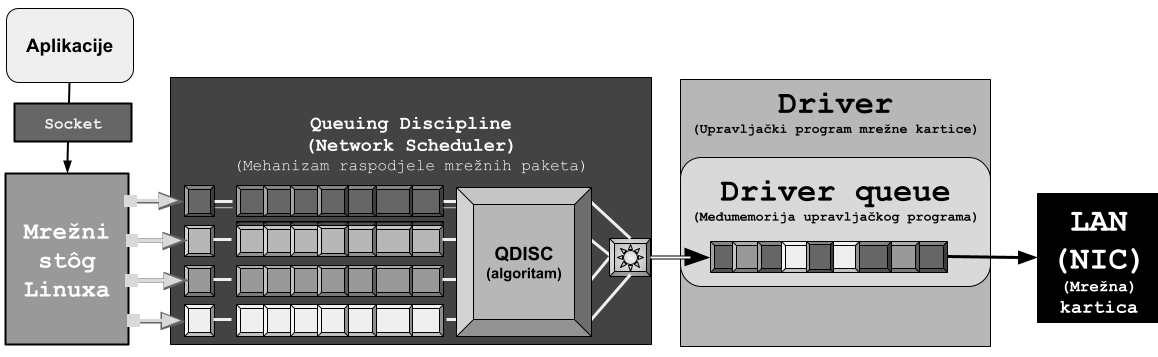 Aplikacije
Socket
Mrežni
stôg
Linuxa
Queuing Discipline
(Network Scheduler)
(Mehanizam raspodjele mrežnih paketa)
QDISC
(algoritam)
Driver
(Upravljački program mrežne kartice)
Driver queue
(Međumemorija upravljačkog programa)
LAN
(NIC)
(Mrežna)
kartica